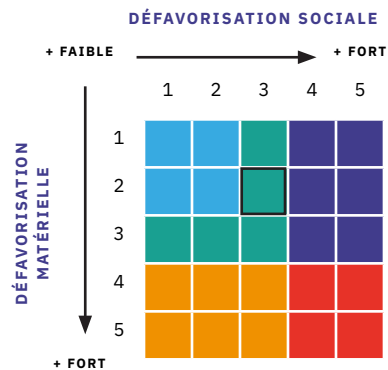 DÉFAVORISATION SOCIALE
+ FAIBLE
+ FORT
1 2 3 4 5
DÉFAVORISATION
MATÉRIELLE
1
2
3
4
5
+ FORT